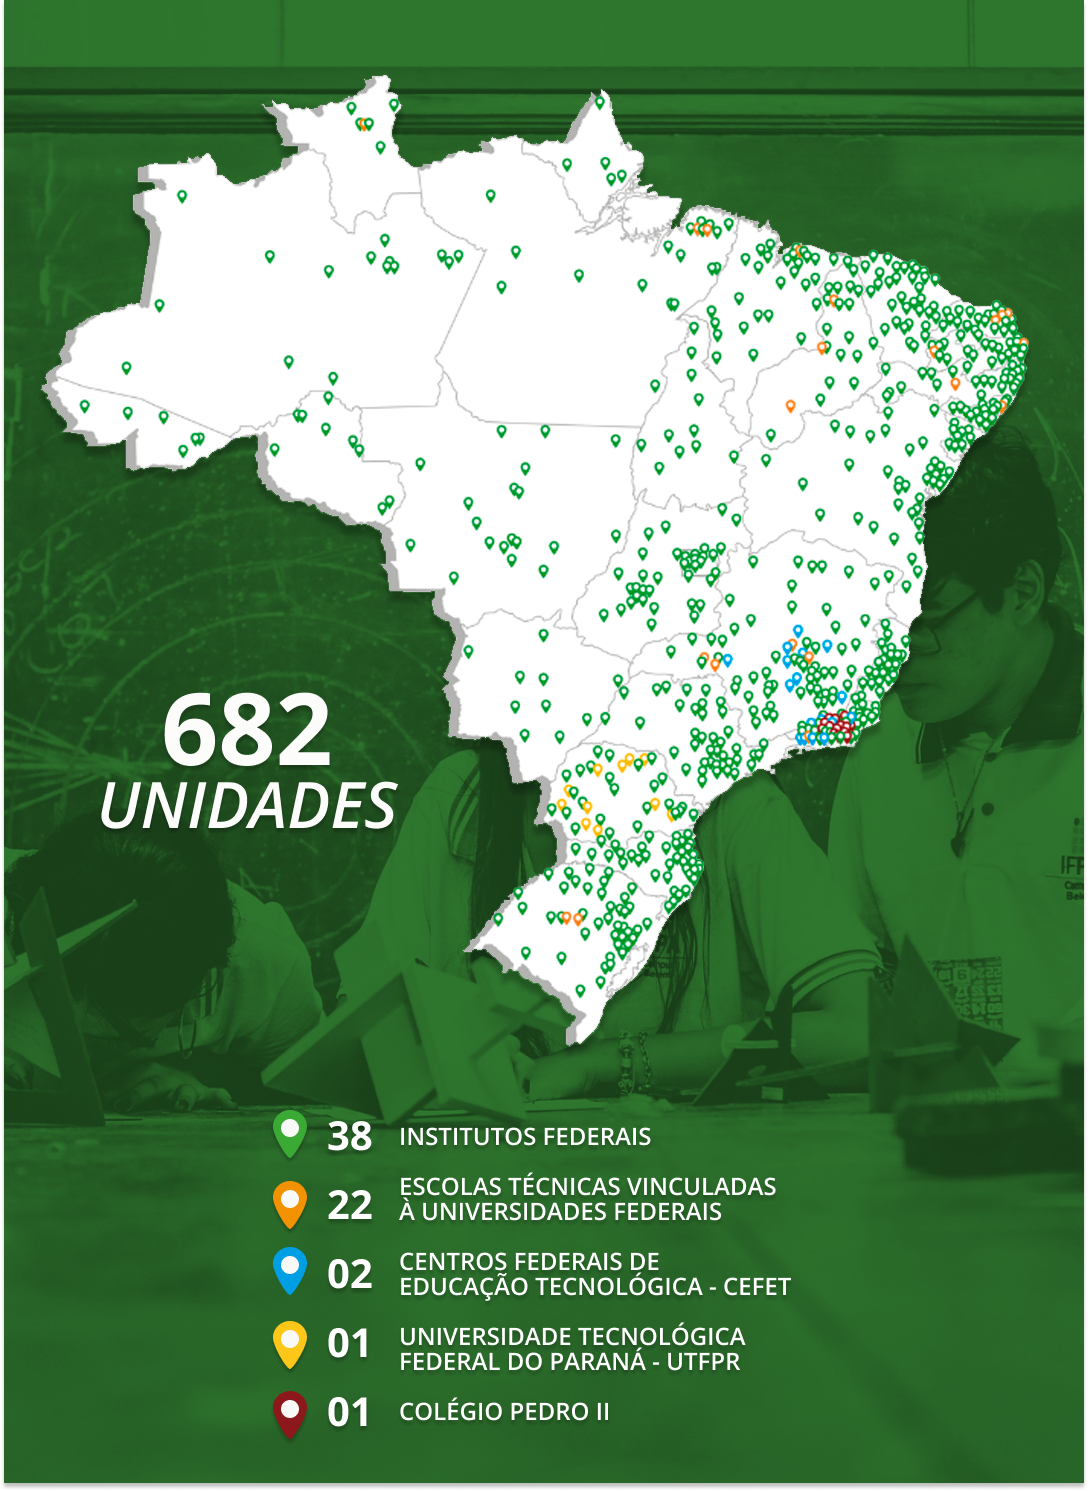 682
UNIDADES
38 INSTITUTOS FEDERAIS
22 ESCOLAS TÉCNICAS VINCULADAS
À UNIVERSIDADES FEDERAIS
02 CENTROS FEDERAIS DE
EDUCAÇÃO TECNOLÓGICA - CEFET
01 UNIVERSIDADE TECNOLÓGICA
FEDERAL DO PARANÁ - UTFPR
01 COLÉGIO PEDRO II